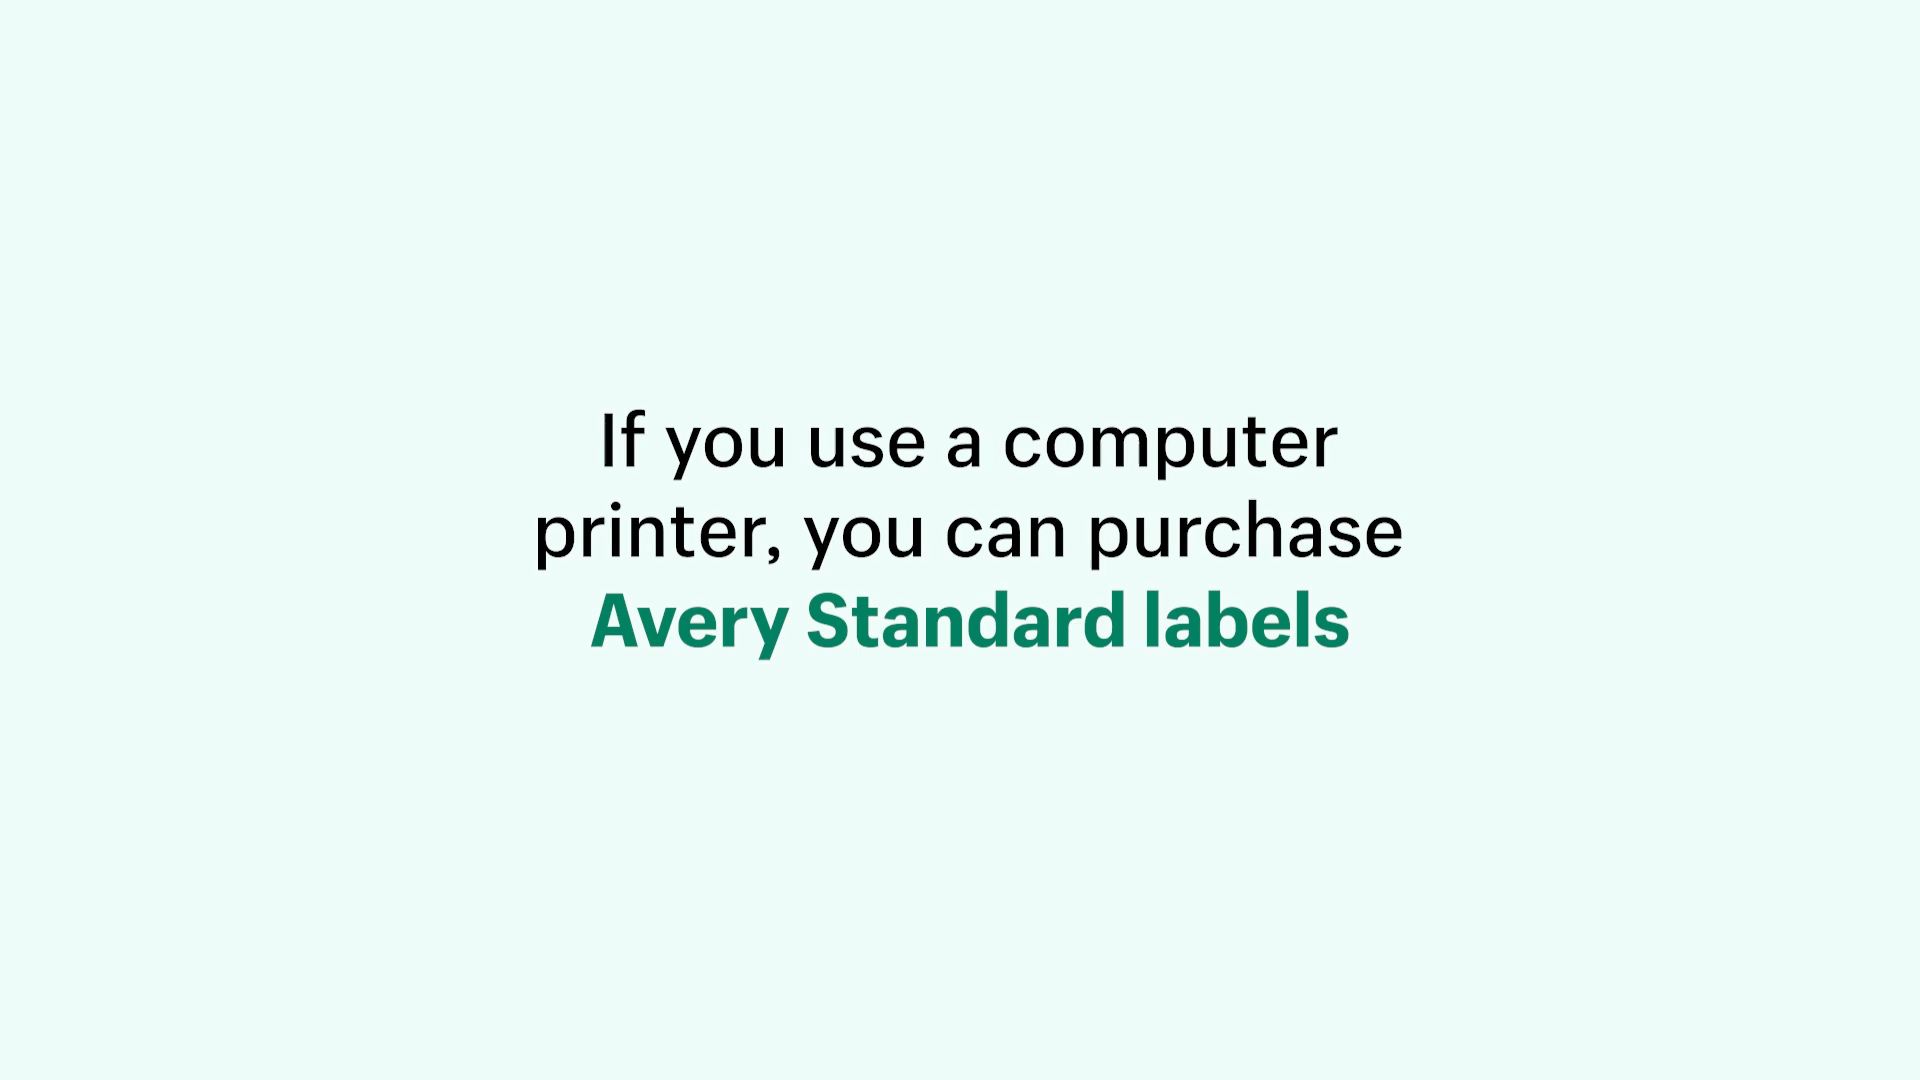 If you use a computer
printer, you can purchase
Avery Standard labels